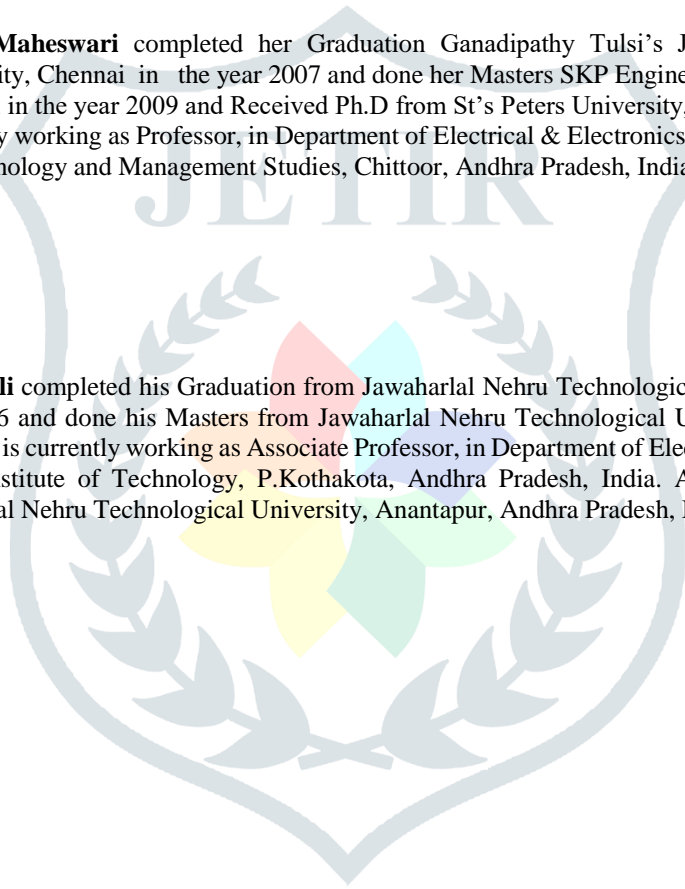 Maheswari completed her Graduation Ganadipathy Tulsi's J
ity, Chennai in the year 2007 and done her Masters SKP Engine
in the year 2009 and Received Ph.D from St's Peters University,
y working as Professor, in Department of Electrical & Electronics
nology and Management Studies, Chittoor, Andhra Pradesh, India
JETIR
li completed his Graduation from Jawaharlal Nehru Technologic
6 and done his Masters from Jawaharlal Nehru Technological U
is currently working as Associate Professor, in Department of Elec
stitute of Technology, P.Kothakota, Andhra Pradesh, India. A
al Nehru Technological University, Anantapur, Andhra Pradesh, I